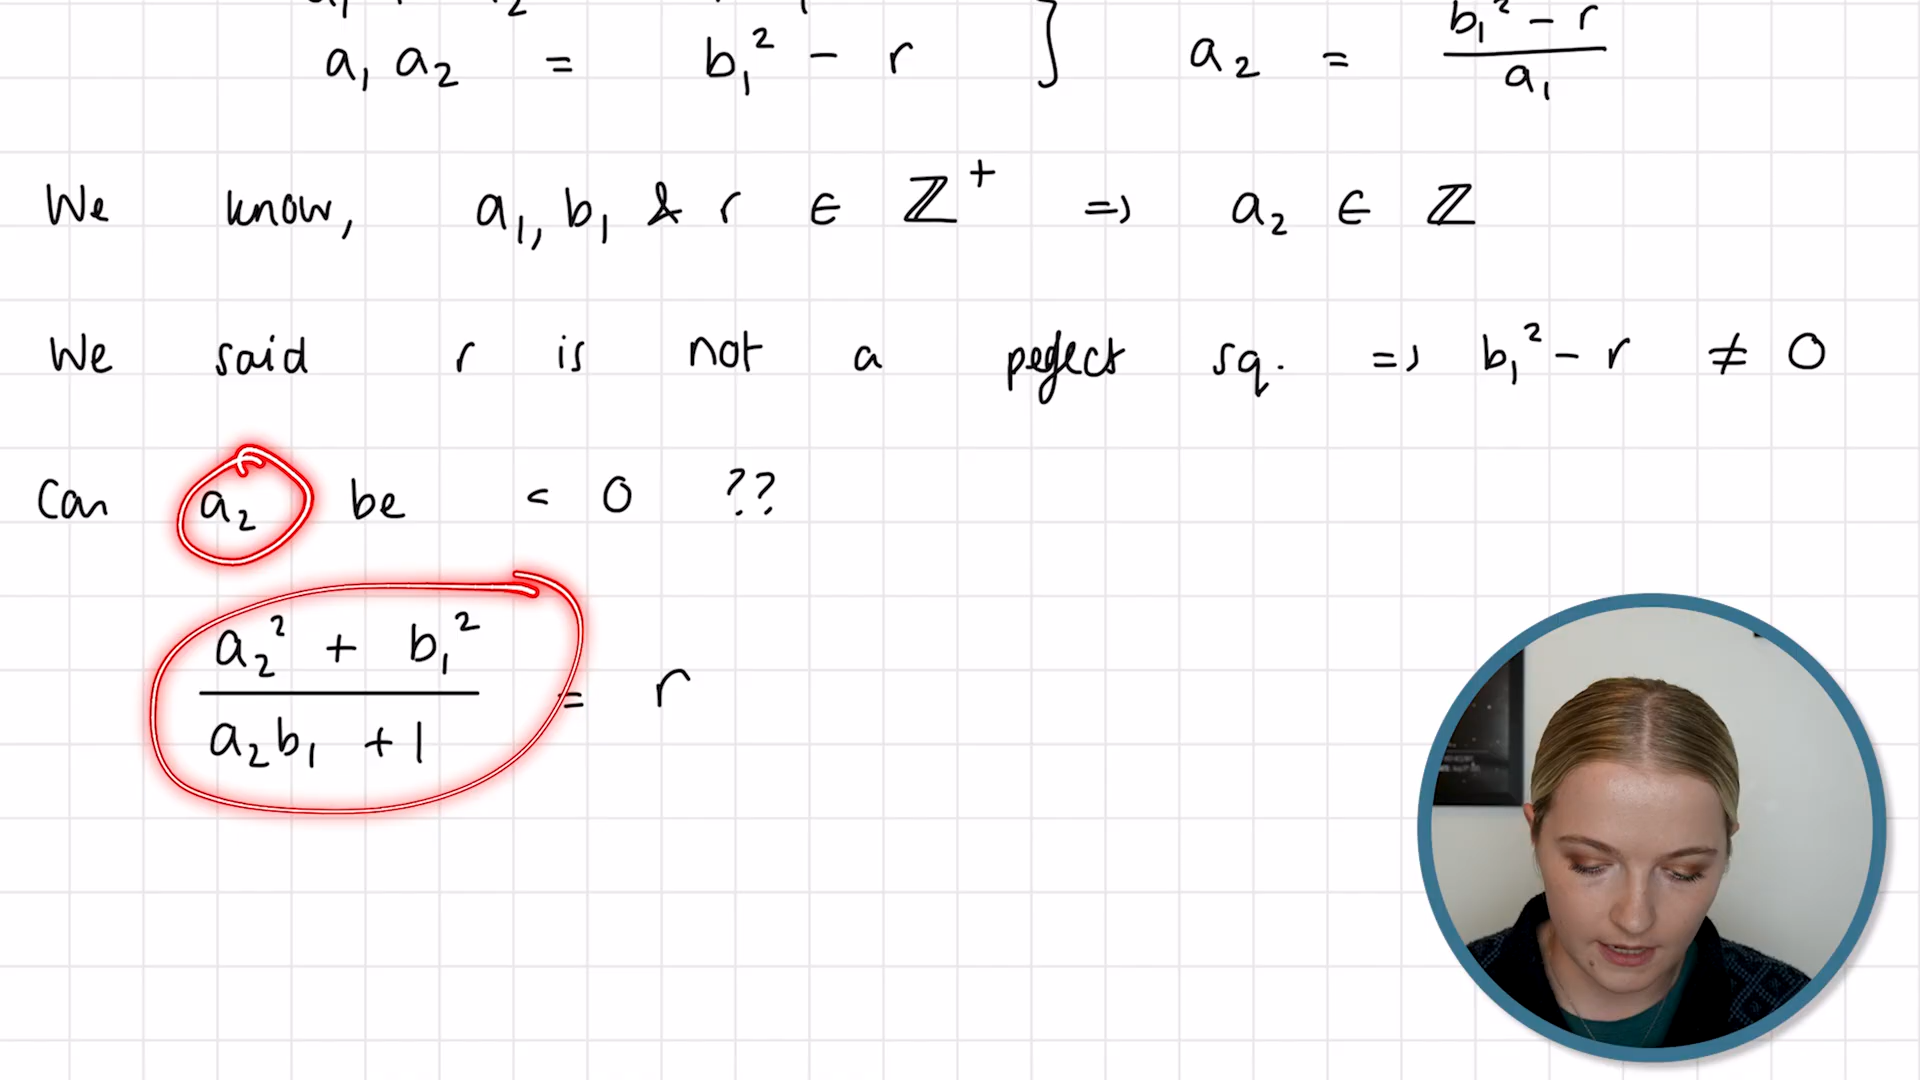 a₁ a₂ = b₁² - r ] a₂ = (b₁² - r)/a₁
We know, a₁, b₁ & r ∈ ℤ⁺ => a₂ ∈ ℤ
We said r is not a perfect sq. => b₁² - r ≠ 0
Can a₂ be < 0 ??
a₂² + b₁²
a₂b₁ + 1
= r